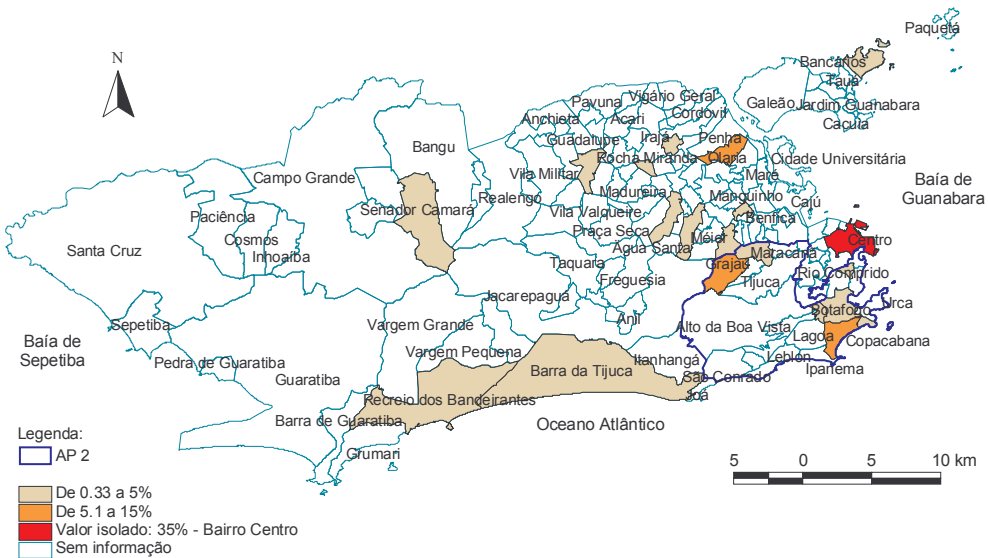 Paquetá
N
Bancários
Tauá
Pavuna
Vigário Geral
Galeão
Jardim Guanabara
Anchieta
Acari
Cordovil
Cacuia
Bangu
Guadalupe
Irajá
Penha
Rocha Miranda
Olaria
Cidade Universitária
Campo Grande
Vila Militar
Maré
Baía de
Guanabara
Senador Camará
Realengo
Madureira
Manguinho
Cajú
Paciência
Vila Valqueire
Benfica
Praça Seca
Méier
Centro
Santa Cruz
Cosmos
Água Santa
Maracanã
Inhoaíba
Taquara
Grajaú
Rio Comprido
Freguesia
Tijuca
Jacarepaguá
Urca
Botafogo
Sepetiba
Vargem Grande
Anil
Alto da Boa Vista
Lagoa
Copacabana
Baía de
Sepetiba
Vargem Pequena
Itanhangá
Leblon
Pedra de Guaratiba
Barra da Tijuca
Ipanema
Guaratiba
São Conrado
Recreio dos Bandeirantes
Joá
Barra de Guaratiba
Oceano Atlântico
Grumari
Legenda:
AP 2
5 0 5 10 km
De 0.33 a 5%
De 5.1 a 15%
Valor isolado: 35% - Bairro Centro
Sem informação